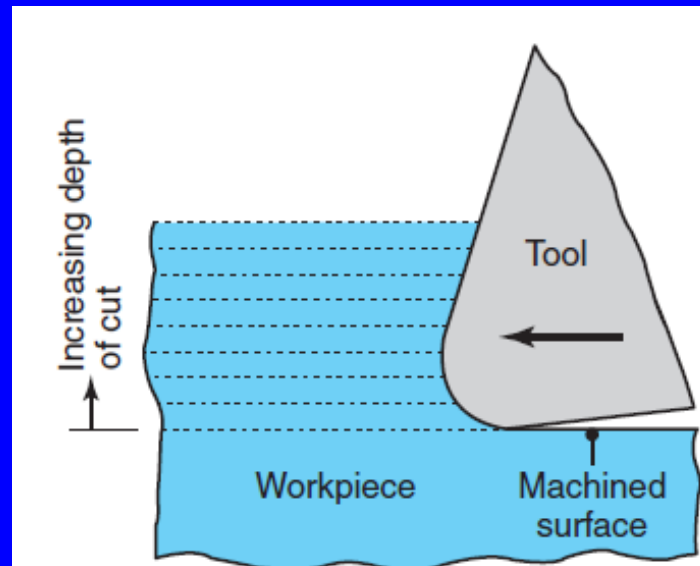 Increasing depth
of cut
Tool
Workpiece
Machined
surface